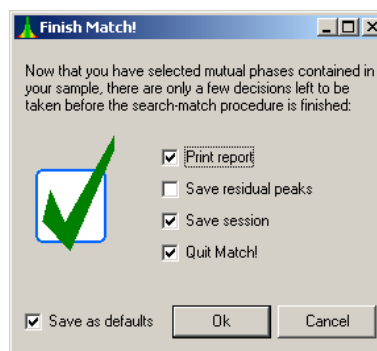 Finish Match!
Now that you have selected mutual phases contained in
your sample, there are only a few decisions left to be
taken before the search-match procedure is finished:
Print report
Save residual peaks
Save session
Quit Match!
Save as defaults
Ok
Cancel